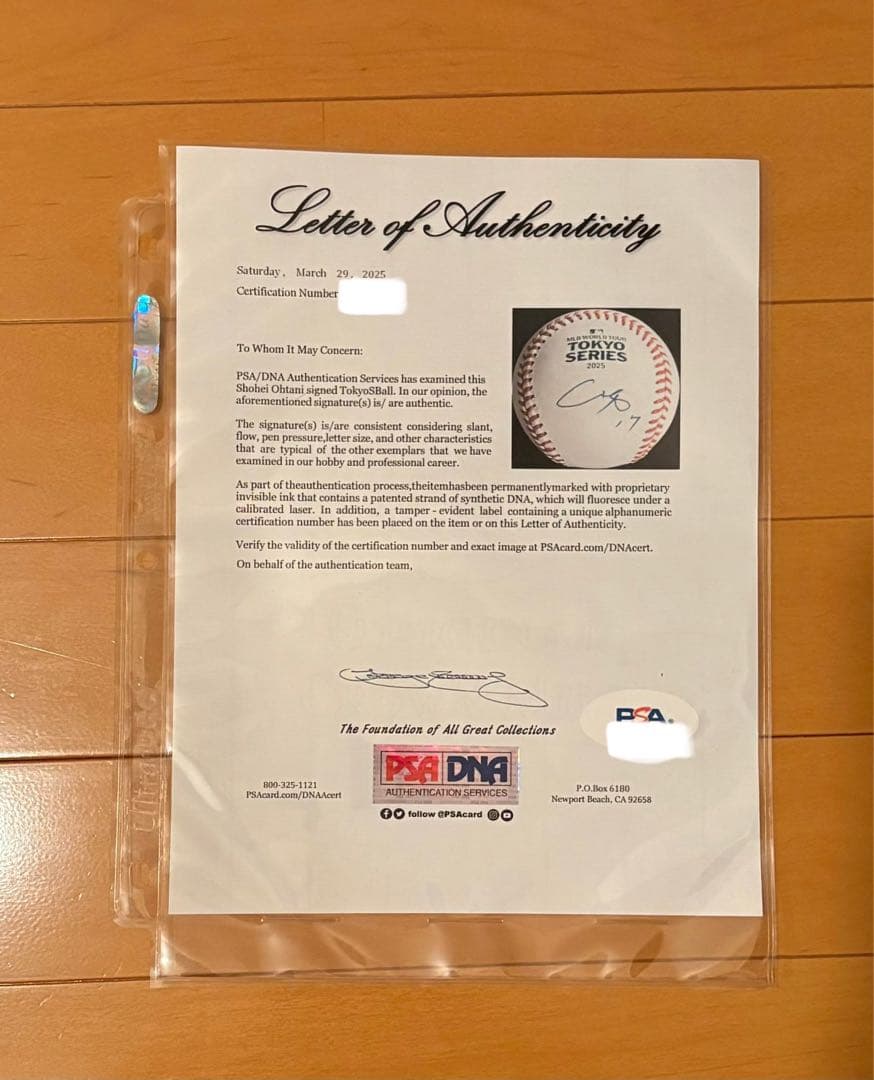 Letter of Authenticity
Saturday, March 29, 2025
Certification Number
MLB WORLD TOUR
TOKYO
SERIES
2025
, 17
To Whom It May Concern:
PSA/DNA Authentication Services has examined this
Shohei Ohtani signed TokyoSBall. In our opinion, the
aforementioned signature(s) is/ are authentic.
The signature(s) is/are consistent considering slant,
flow, pen pressure,letter size, and other characteristics
that are typical of the other exemplars that we have
examined in our hobby and professional career.
As part of theauthentication process,theitemhasbeen permanentlymarked with proprietary
invisible ink that contains a patented strand of synthetic DNA, which will fluoresce under a
calibrated laser. In addition, a tamper - evident label containing a unique alphanumeric
certification number has been placed on the item or on this Letter of Authenticity.
Verify the validity of the certification number and exact image at PSAcard.com/DNAcert.
On behalf of the authentication team,
The Foundation of All Great Collections
PSA.
PSA DNA
AUTHENTICATION SERVICES
800-325-1121
PSAcard.com/DNAAcert
P.O.Box 6180
Newport Beach, CA 92658
follow @PSAcard